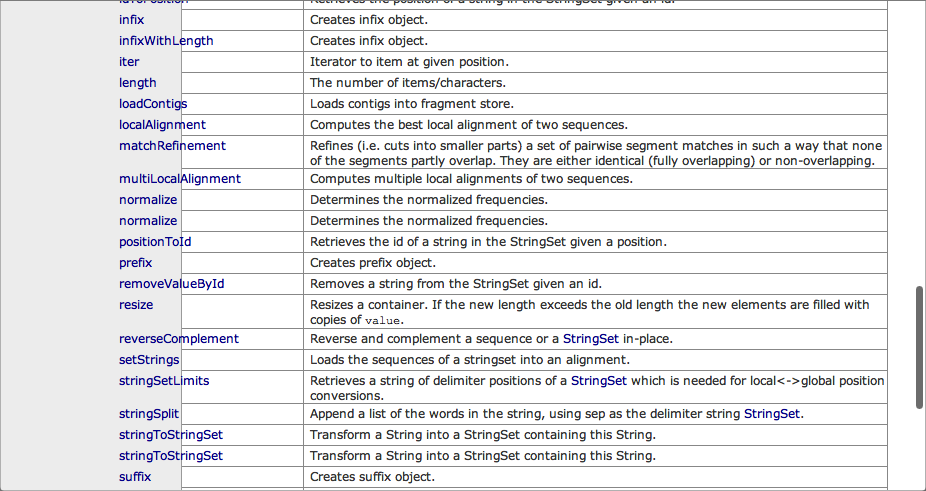 idToPosition Retrieves the position of a string in the StringSet given an id.
infix Creates infix object.
infixWithLength Creates infix object.
iter Iterator to item at given position.
length The number of items/characters.
loadContigs Loads contigs into fragment store.
localAlignment Computes the best local alignment of two sequences.
matchRefinement Refines (i.e. cuts into smaller parts) a set of pairwise segment matches in such a way that none
of the segments partly overlap. They are either identical (fully overlapping) or non-overlapping.
multiLocalAlignment Computes multiple local alignments of two sequences.
normalize Determines the normalized frequencies.
normalize Determines the normalized frequencies.
positionToId Retrieves the id of a string in the StringSet given a position.
prefix Creates prefix object.
removeValueById Removes a string from the StringSet given an id.
resize Resizes a container. If the new length exceeds the old length the new elements are filled with
copies of value.
reverseComplement Reverse and complement a sequence or a StringSet in-place.
setStrings Loads the sequences of a stringset into an alignment.
stringSetLimits Retrieves a string of delimiter positions of a StringSet which is needed for local<->global position
conversions.
stringSplit Append a list of the words in the string, using sep as the delimiter string StringSet.
stringToStringSet Transform a String into a StringSet containing this String.
stringToStringSet Transform a String into a StringSet containing this String.
suffix Creates suffix object.